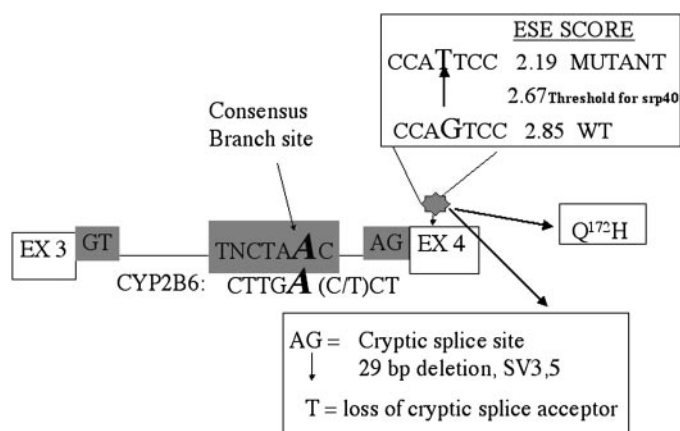 ESE SCORE
CCATTCC 2.19 MUTANT
2.67 Threshold for srp40
CCAGTCC 2.85 WT
Consensus
Branch site
EX 3 GT TNCTAAAC AG EX 4
Q172H
CYP2B6: CTTGA (C/T)CT
AG = Cryptic splice site
29 bp deletion, SV3,5
T = loss of cryptic splice acceptor